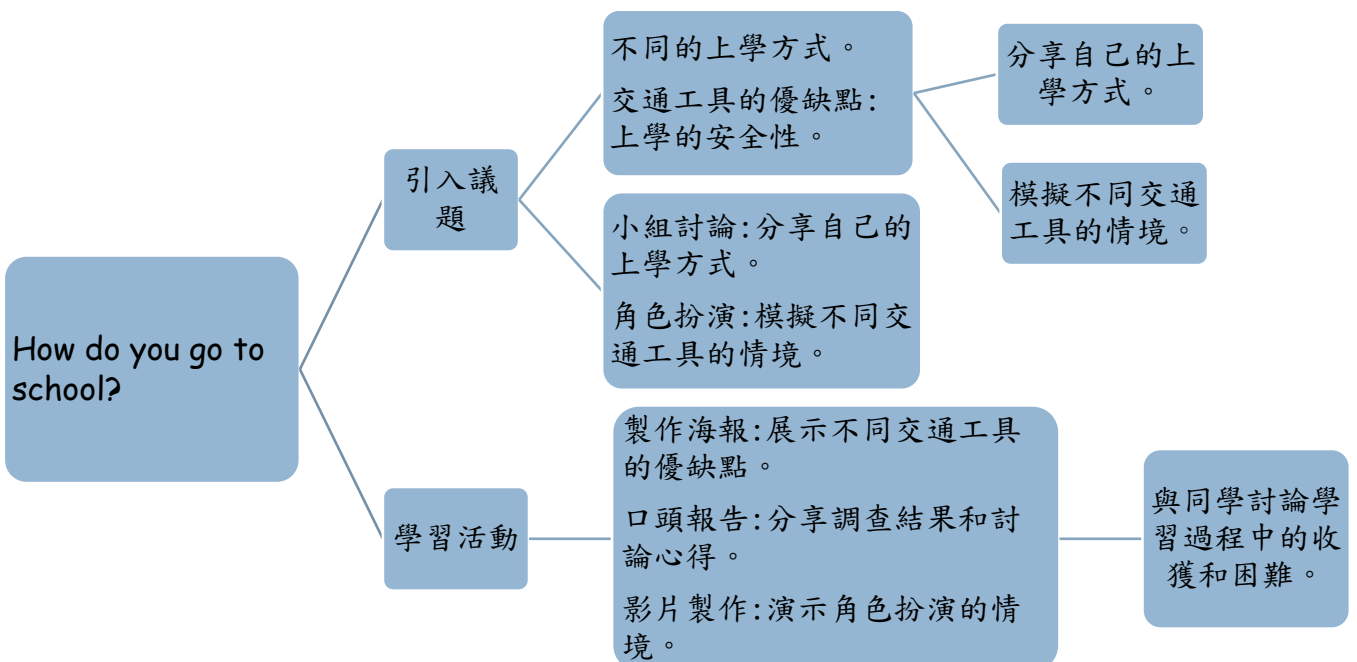 How do you go to
school?
引入議
題
不同的上學方式。
交通工具的優缺點:
上學的安全性。
分享自己的上
學方式。
模擬不同交通
工具的情境。
小組討論:分享自己的
上學方式。
角色扮演:模擬不同交
通工具的情境。
學習活動
製作海報:展示不同交通工具
的優缺點。
口頭報告:分享調查結果和討
論心得。
影片製作:演示角色扮演的情
境。
與同學討論學
習過程中的收
獲和困難。